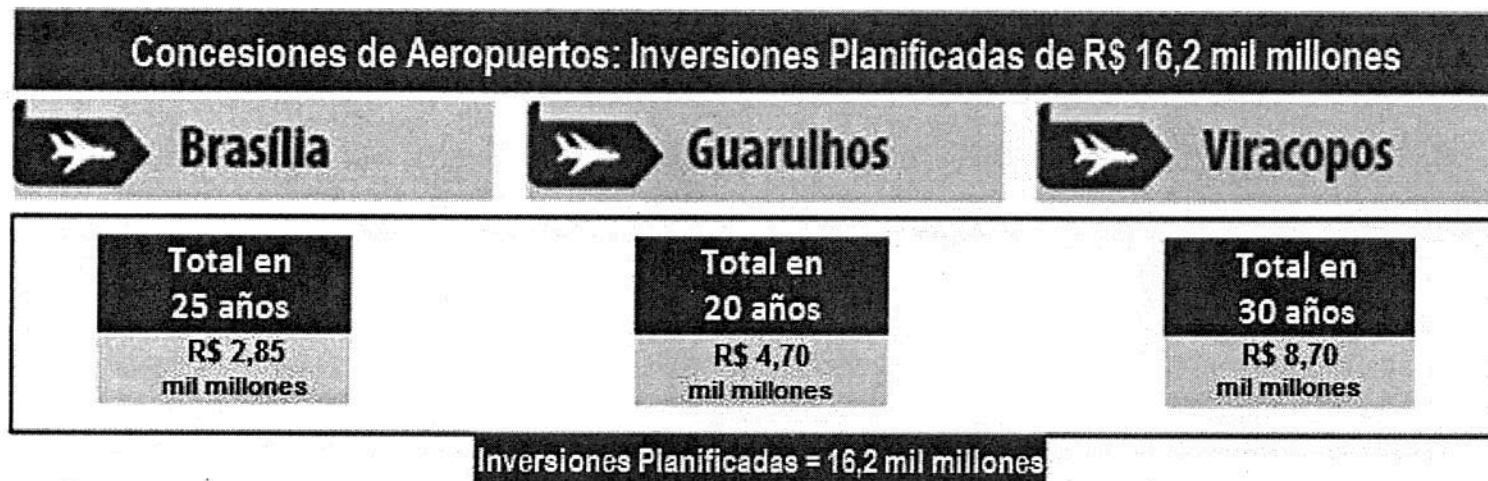 Concesiones de Aeropuertos: Inversiones Planificadas de R$ 16,2 mil millones
Brasília
Guarulhos
Viracopos
Total en
25 años
R$ 2,85
mil millones
Total en
20 años
R$ 4,70
mil millones
Total en
30 años
R$ 8,70
mil millones
Inversiones Planificadas = 16,2 mil millones